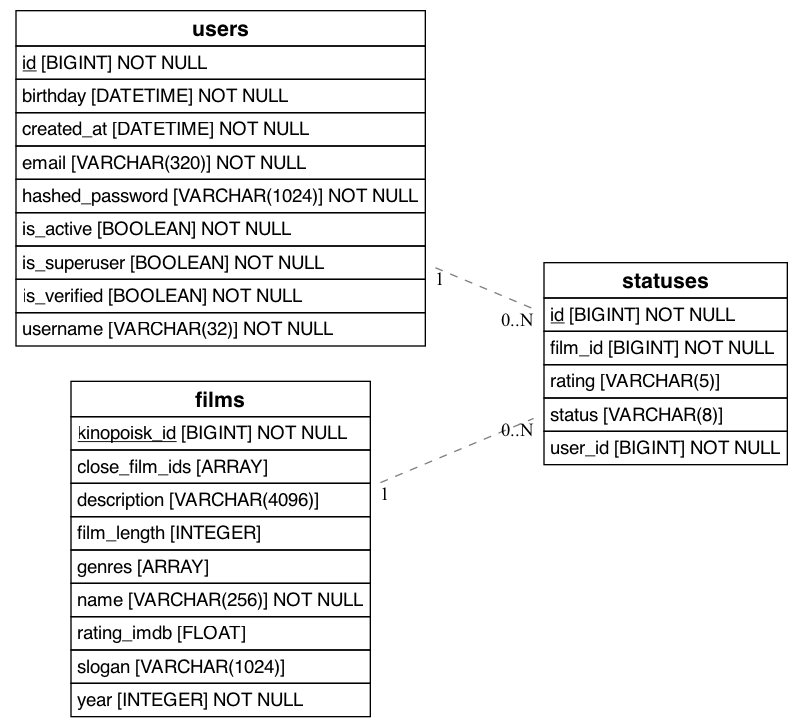 users
id [BIGINT] NOT NULL
birthday [DATETIME] NOT NULL
created_at [DATETIME] NOT NULL
email [VARCHAR(320)] NOT NULL
hashed_password [VARCHAR(1024)] NOT NULL
is_active [BOOLEAN] NOT NULL
is_superuser [BOOLEAN] NOT NULL
is_verified [BOOLEAN] NOT NULL
username [VARCHAR(32)] NOT NULL
1
0..N
statuses
id [BIGINT] NOT NULL
film_id [BIGINT] NOT NULL
rating [VARCHAR(5)]
status [VARCHAR(8)]
user_id [BIGINT] NOT NULL
0..N
1
films
kinopoisk_id [BIGINT] NOT NULL
close_film_ids [ARRAY]
description [VARCHAR(4096)]
film_length [INTEGER]
genres [ARRAY]
name [VARCHAR(256)] NOT NULL
rating_imdb [FLOAT]
slogan [VARCHAR(1024)]
year [INTEGER] NOT NULL